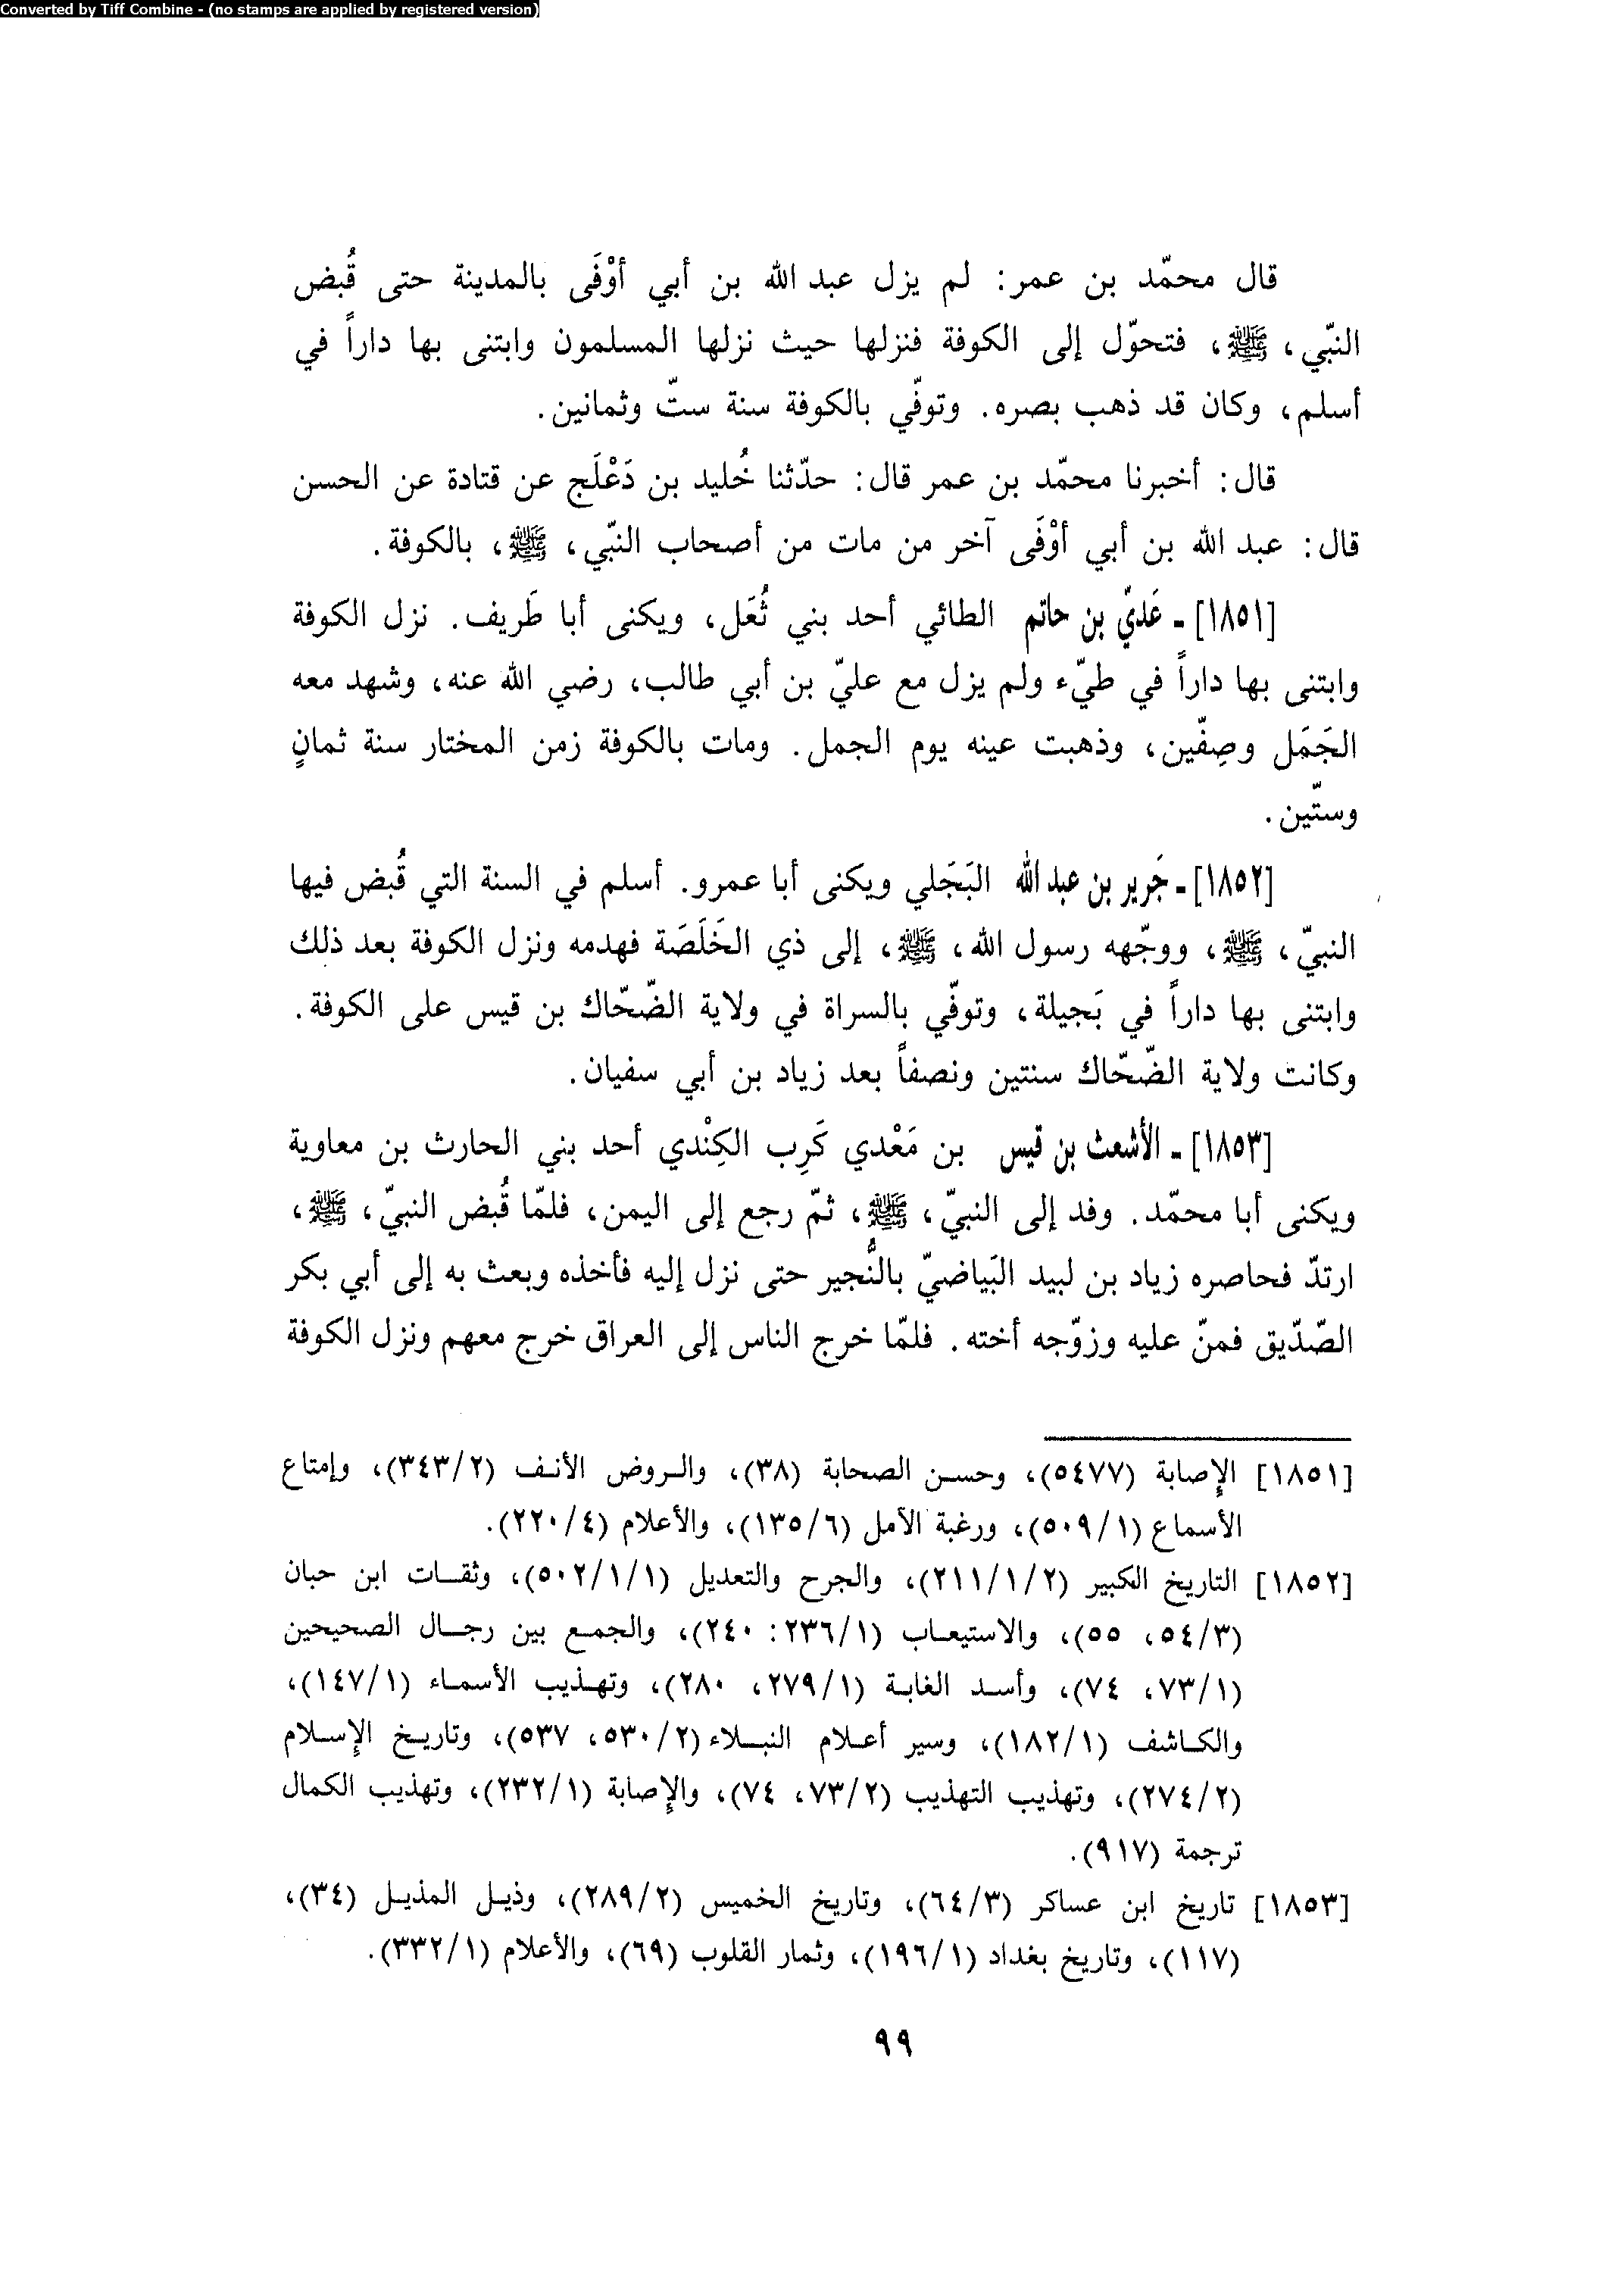 Converted by Tiff Combine - (no stamps are applied by registered version)
قال محمّد بن عمر: لم يزل عبد الله بن أبي أوْفَى بالمدينة حتى قُبض
النبّي، ﷺ، فتحوّل إلى الكوفة فنزلها حيث نزلها المسلمون وابتنى بها داراً في
أسلم، وكان قد ذهب بصره. وتوفّي بالكوفة سنة ستّ وثمانين.
قال: أخبرنا محمّد بن عمر قال: حدّثنا خُليد بن دَعْلَج عن قتادة عن الحسن
قال: عبد الله بن أبي أوْفَى آخر من مات من أصحاب النبّي، ﷺ، بالكوفة.
[١٨٥١] ـ عَديّ بن حاتم الطائي أحد بني ثُعَل، ويكنى أبا طَريف. نزل الكوفة
وابتنى بها داراً في طيّء ولم يزل مع عليّ بن أبي طالب، رضي الله عنه، وشهد معه
الجَمَل وصِفّين، وذهبت عينه يوم الجمل. ومات بالكوفة زمن المختار سنة ثمانٍ
وستّين.
[١٨٥٢] ـ جَرير بن عبد الله البَجَلي ويكنى أبا عمرو. أسلم في السنة التي قُبض فيها
النبيّ، ﷺ، ووجّهه رسول الله، ﷺ، إلى ذي الخَلَصَة فهدمه ونزل الكوفة بعد ذلك
وابتنى بها داراً في بَجيلة، وتوفّي بالسراة في ولاية الضّحّاك بن قيس على الكوفة.
وكانت ولاية الضّحّاك سنتين ونصفاً بعد زياد بن أبي سفيان.
[١٨٥٣] ـ الأشعث بن قيس بن مَعْدي كَرِب الكِنْدي أحد بني الحارث بن معاوية
ويكنى أبا محمّد. وفد إلى النبيّ، ﷺ، ثمّ رجع إلى اليمن، فلمّا قُبض النبيّ، ﷺ،
ارتدّ فحاصره زياد بن لبيد البَياضيّ بالنُّجير حتى نزل إليه فأخذه وبعث به إلى أبي بكر
الصّدّيق فمنّ عليه وزوّجه أخته. فلمّا خرج الناس إلى العراق خرج معهم ونزل الكوفة
[١٨٥١] الإصابة (٥٤٧٧)، وحسن الصحابة (٣٨)، والروض الأنف (٣٤٣/٢)، وإمتاع
الأسماع (٥٠٩/١)، ورغبة الآمل (١٣٥/٦)، والأعلام (٢٢٠/٤).
[١٨٥٢] التاريخ الكبير (٢١١/١/٢)، والجرح والتعديل (٥٠٢/١/١)، وثقات ابن حبان
(٥٤/٣، ٥٥)، والاستيعاب (٢٣٦/١: ٢٤٠)، والجمع بين رجال الصحيحين
(٧٣/١، ٧٤)، وأسد الغابة (٢٧٩/١، ٢٨٠)، وتهذيب الأسماء (١٤٧/١)،
والكاشف (١٨٢/١)، وسير أعلام النبلاء (٥٣٠/٢، ٥٣٧)، وتاريخ الإسلام
(٢٧٤/٢)، وتهذيب التهذيب (٧٣/٢، ٧٤)، والإصابة (٢٣٢/١)، وتهذيب الكمال
ترجمة (٩١٧).
[١٨٥٣] تاريخ ابن عساكر (٦٤/٣)، وتاريخ الخميس (٢٨٩/٢)، وذيل المذيل (٣٤)،
(١١٧)، وتاريخ بغداد (١٩٦/١)، وثمار القلوب (٦٩)، والأعلام (٣٣٢/١).
٩٩